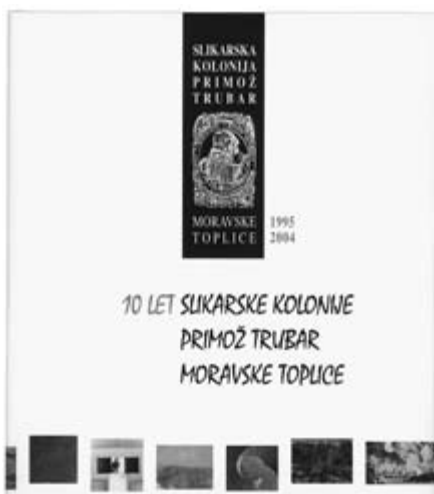 SLIKARSKA
KOLONIJA
PRIMOŽ
TRUBAR
MORAVSKE 1995
TOPLICE 2004
10 LET SLIKARSKE KOLONIJE
PRIMOŽ TRUBAR
MORAVSKE TOPLICE